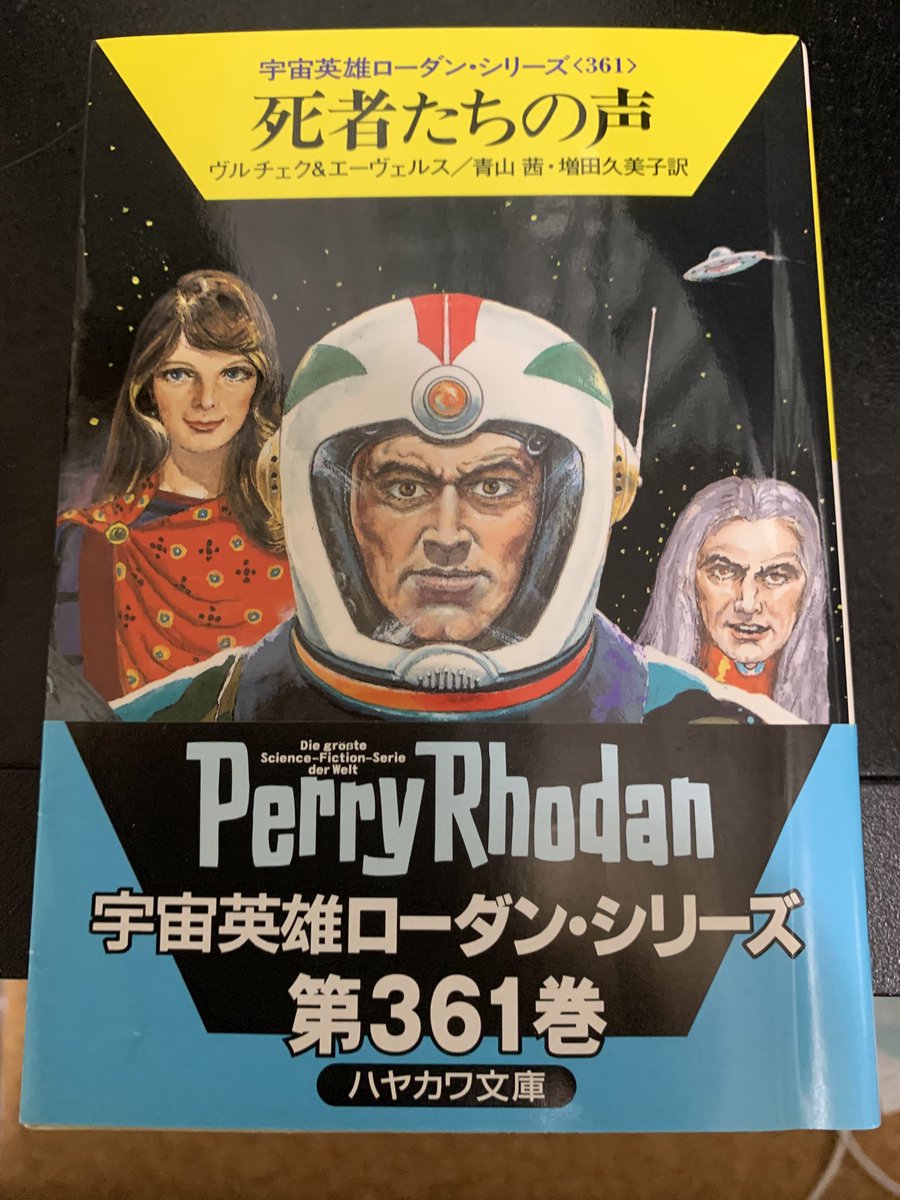 宇宙英雄ローダン・シリーズ〈361〉
死者たちの声
ヴルチェク&エーヴェルス／青山 茜・増田久美子訳
Die größte
Science-Fiction-Serie
der Welt
Perry Rhodan
宇宙英雄ローダン・シリーズ
第361巻
ハヤカワ文庫